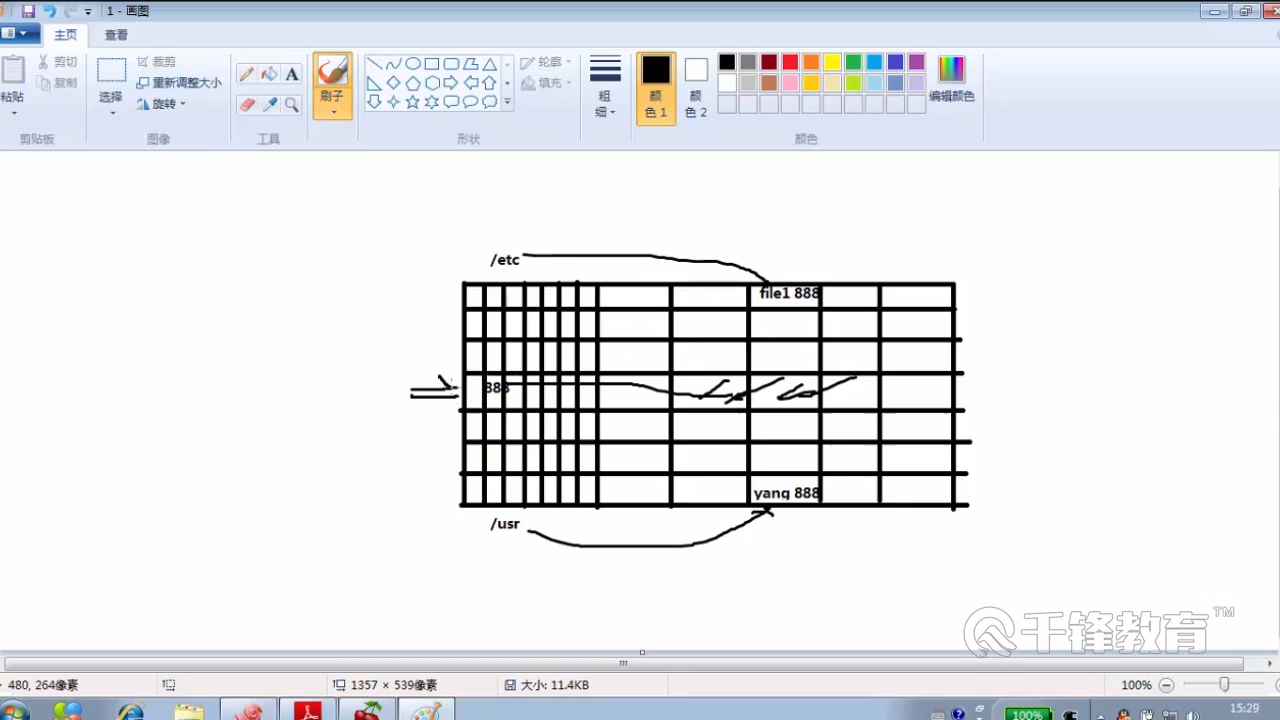 1 - 画图
主页 查看
剪切
复制
粘贴
剪贴板
裁剪
重新调整大小
旋转
选择
图像
A
工具
刷子
轮廓
填充
形状
粗
细
颜
色 1
颜
色 2
颜色
编辑颜色
/etc
file1 888
888
yang 888
/usr
千锋教育™
480, 264像素
1357 × 539像素
大小: 11.4KB
100%
100%
15:29